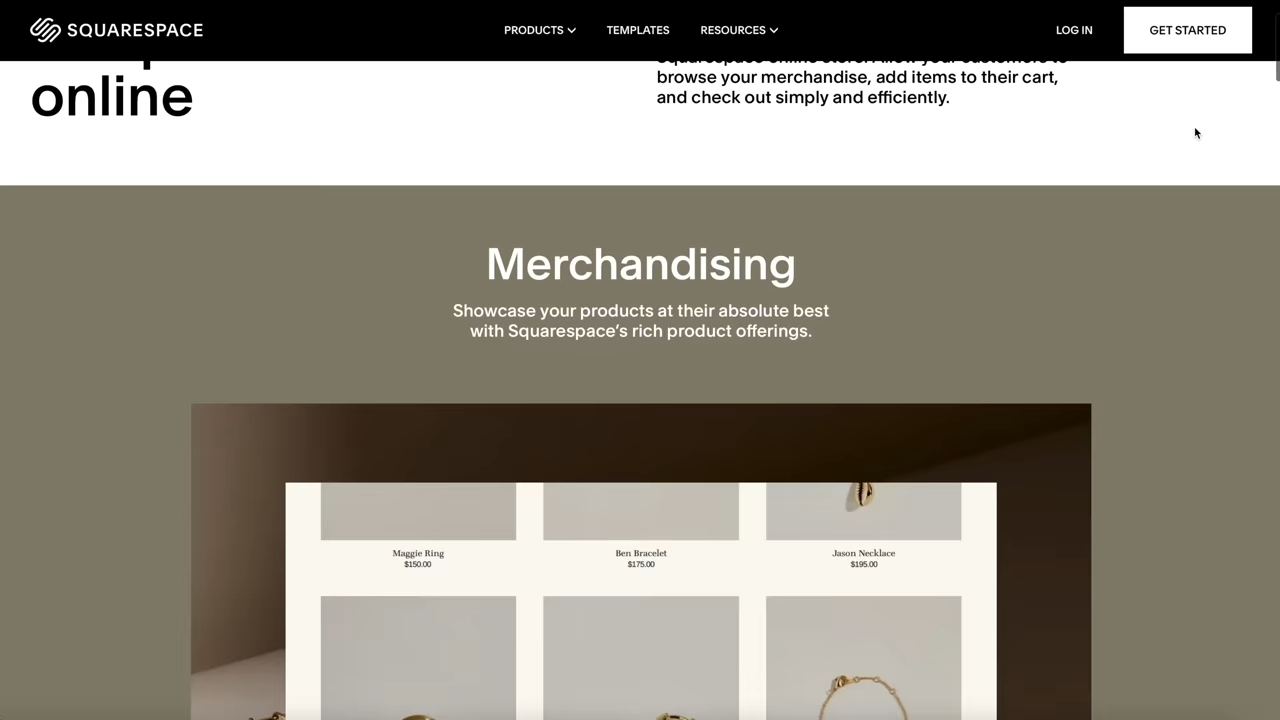 SQUARESPACE
PRODUCTS
TEMPLATES
RESOURCES
LOG IN
GET STARTED
online
browse your merchandise, add items to their cart,
and check out simply and efficiently.
Merchandising
Showcase your products at their absolute best
with Squarespace’s rich product offerings.
Maggie Ring
$150.00
Ben Bracelet
$175.00
Jason Necklace
$195.00